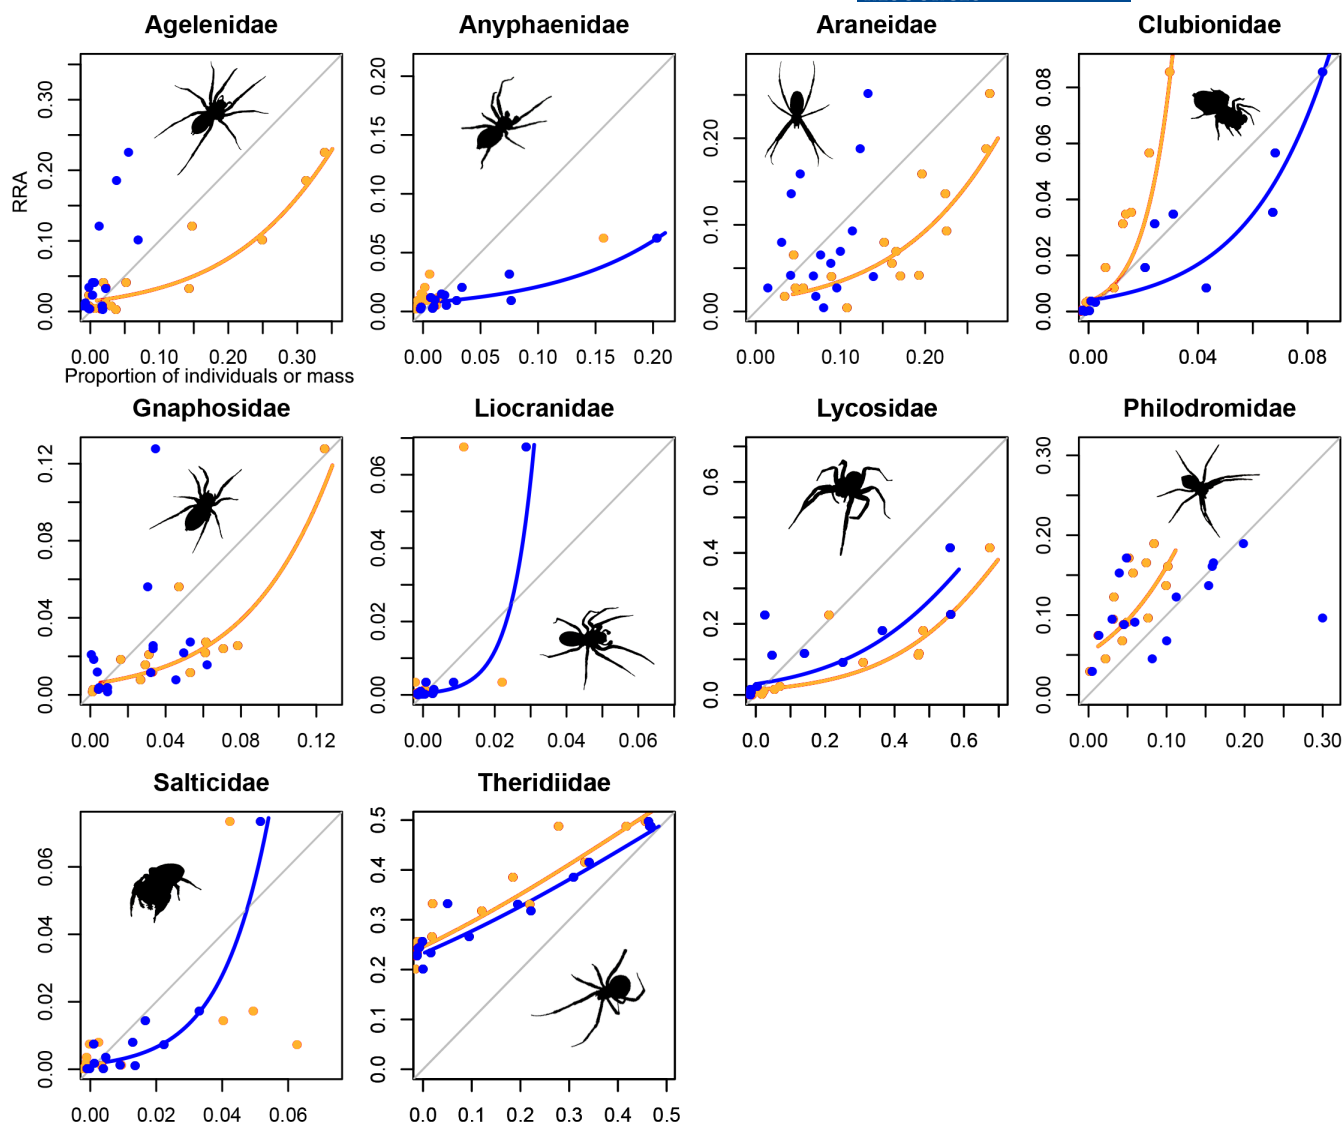 Agelenidae Anyphaenidae Araneidae Clubionidae
RRA
0.00 0.10 0.20 0.30
0.00 0.10 0.20 0.30
Proportion of individuals or mass
0.00 0.05 0.10 0.15 0.20
0.00 0.05 0.10 0.15 0.20
0.00 0.10 0.20
0.00 0.10 0.20
0.00 0.02 0.04 0.06 0.08
0.00 0.04 0.08
Gnaphosidae Liocranidae Lycosidae Philodromidae
0.00 0.04 0.08 0.12
0.00 0.04 0.08 0.12
0.00 0.02 0.04 0.06
0.00 0.02 0.04 0.06
0.0 0.2 0.4 0.6
0.0 0.2 0.4 0.6
0.00 0.10 0.20 0.30
0.00 0.10 0.20 0.30
Salticidae Theridiidae
0.00 0.02 0.04 0.06
0.00 0.02 0.04 0.06
0.0 0.1 0.2 0.3 0.4 0.5
0.0 0.1 0.2 0.3 0.4 0.5